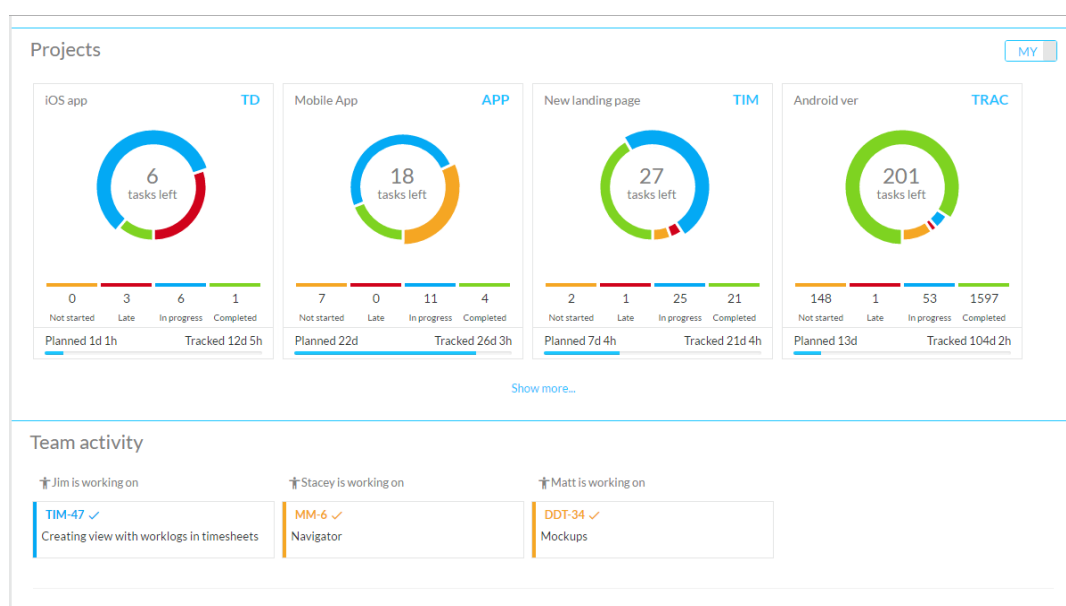 Projects
MY
iOS app TD
6
tasks left
0 3 6 1
Not started Late In progress Completed
Planned 1d 1h Tracked 12d 5h
Mobile App APP
18
tasks left
7 0 11 4
Not started Late In progress Completed
Planned 22d Tracked 26d 3h
New landing page TIM
27
tasks left
2 1 25 21
Not started Late In progress Completed
Planned 7d 4h Tracked 21d 4h
Android ver TRAC
201
tasks left
148 1 53 1597
Not started Late In progress Completed
Planned 13d Tracked 104d 2h
Show more...
Team activity
Jim is working on
TIM-47
Creating view with worklogs in timesheets
Stacey is working on
MM-6
Navigator
Matt is working on
DDT-34
Mockups